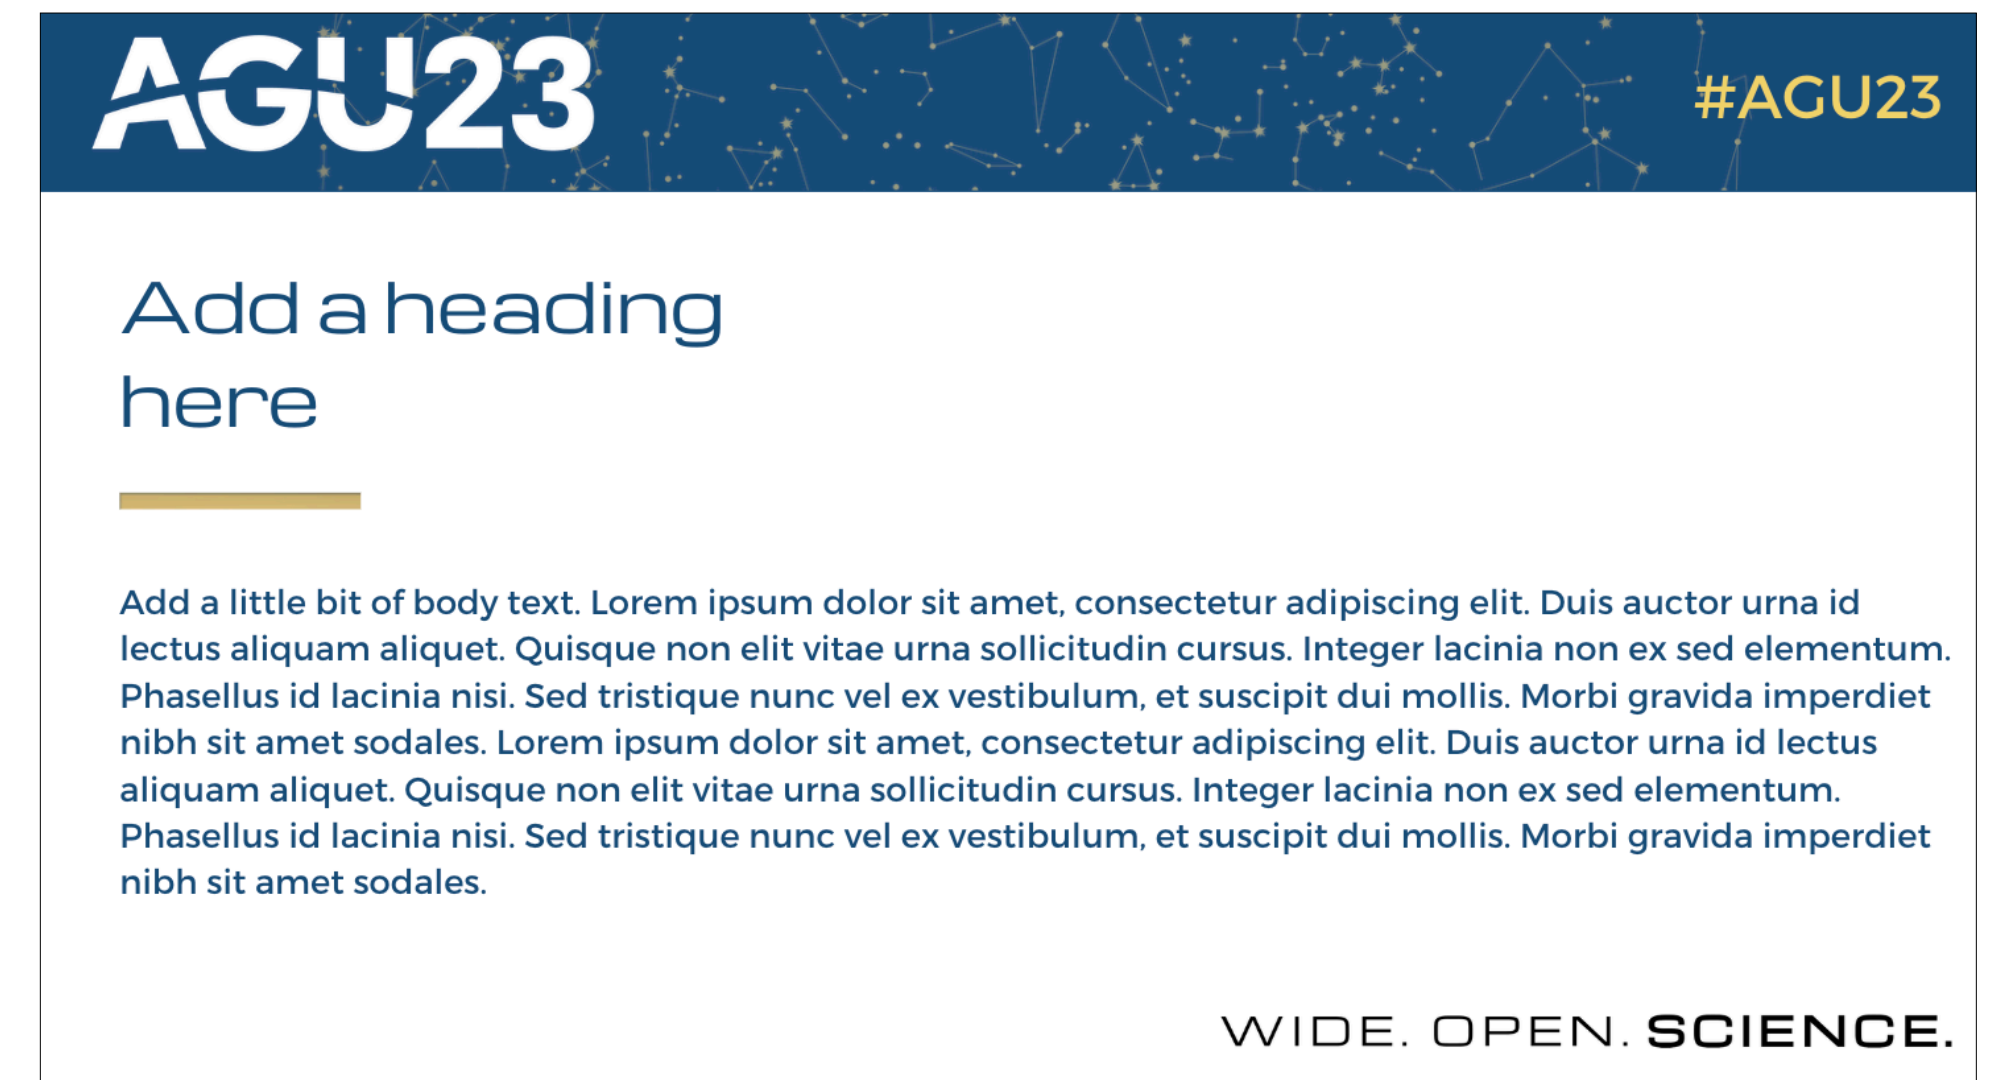 AGU23
#AGU23
Add a heading
here
Add a little bit of body text. Lorem ipsum dolor sit amet, consectetur adipiscing elit. Duis auctor urna id
lectus aliquam aliquet. Quisque non elit vitae urna sollicitudin cursus. Integer lacinia non ex sed elementum.
Phasellus id lacinia nisi. Sed tristique nunc vel ex vestibulum, et suscipit dui mollis. Morbi gravida imperdiet
nibh sit amet sodales. Lorem ipsum dolor sit amet, consectetur adipiscing elit. Duis auctor urna id lectus
aliquam aliquet. Quisque non elit vitae urna sollicitudin cursus. Integer lacinia non ex sed elementum.
Phasellus id lacinia nisi. Sed tristique nunc vel ex vestibulum, et suscipit dui mollis. Morbi gravida imperdiet
nibh sit amet sodales.
WIDE. OPEN. SCIENCE.